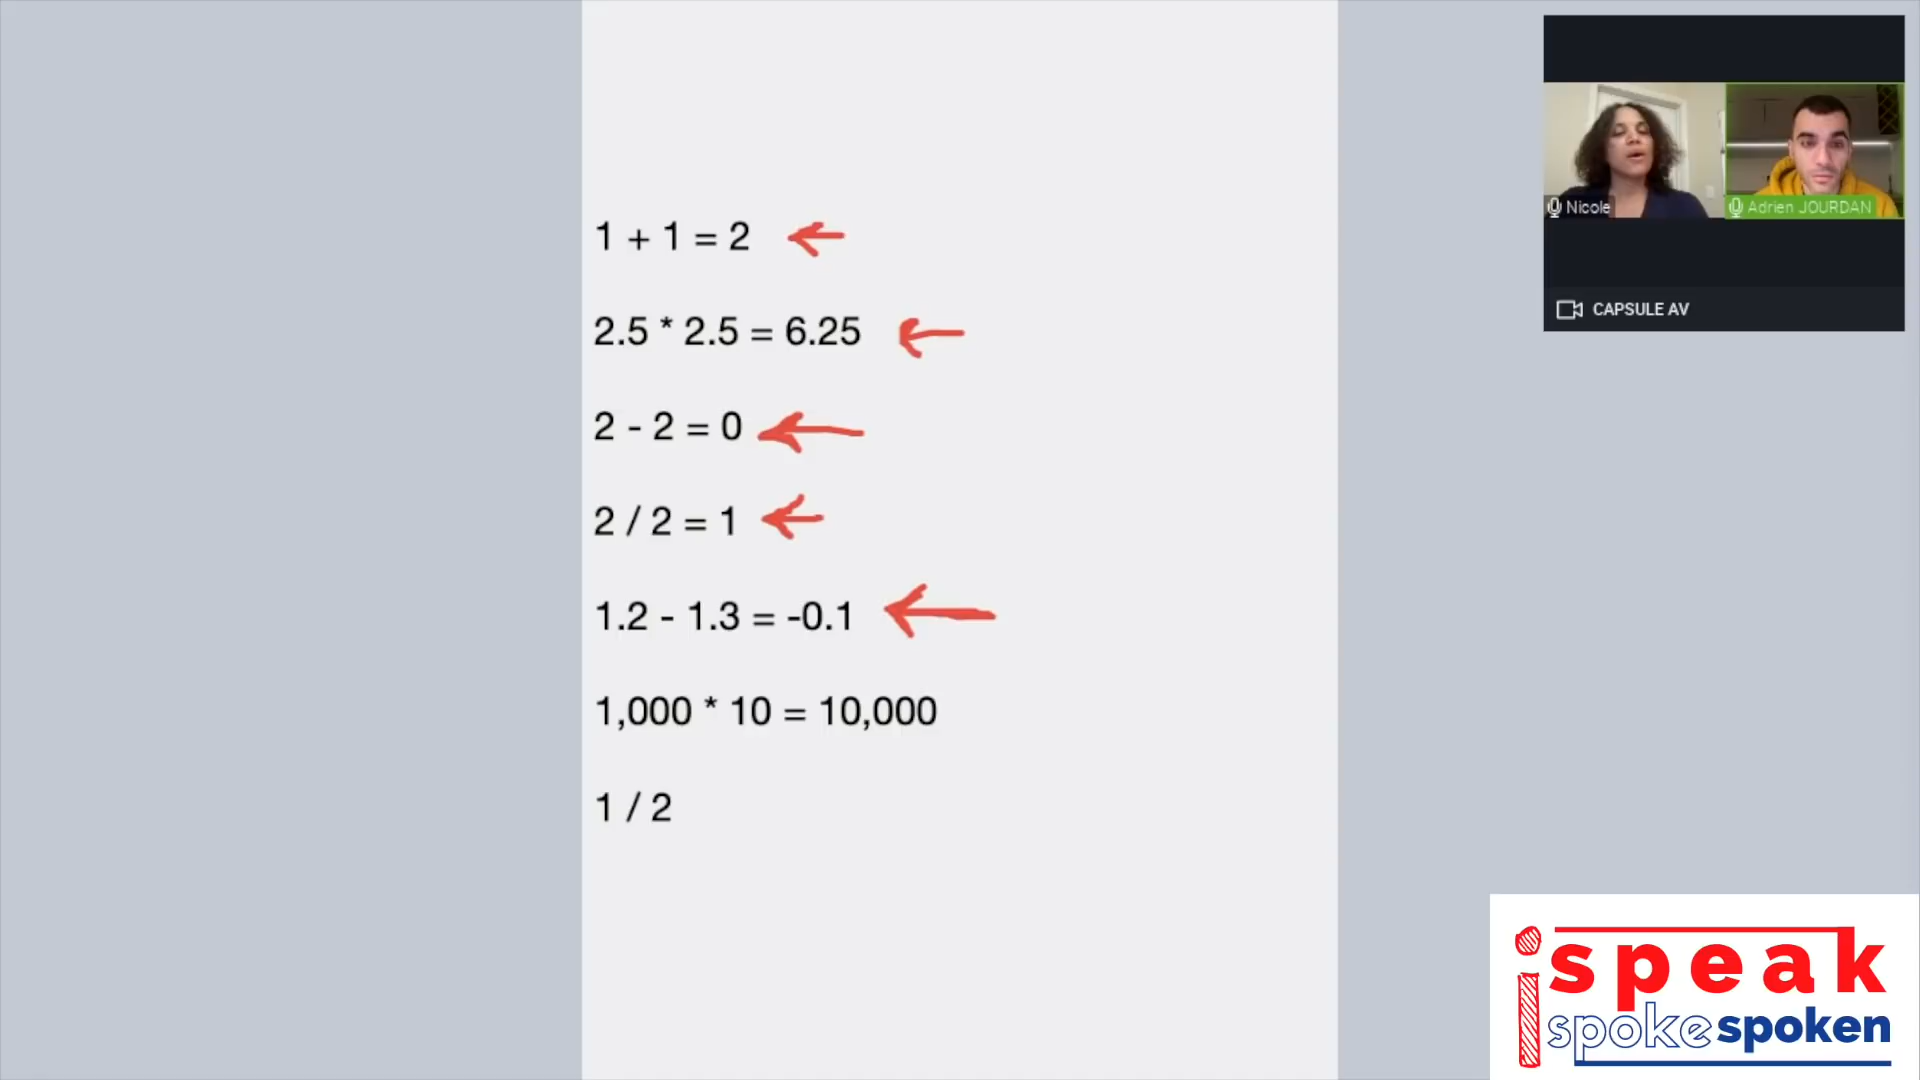 1 + 1 = 2
2.5 * 2.5 = 6.25
2 - 2 = 0
2 / 2 = 1
1.2 - 1.3 = -0.1
1,000 * 10 = 10,000
1 / 2
Nicole
Adrien JOURDAN
CAPSULE AV
ispeak
spoke spoken